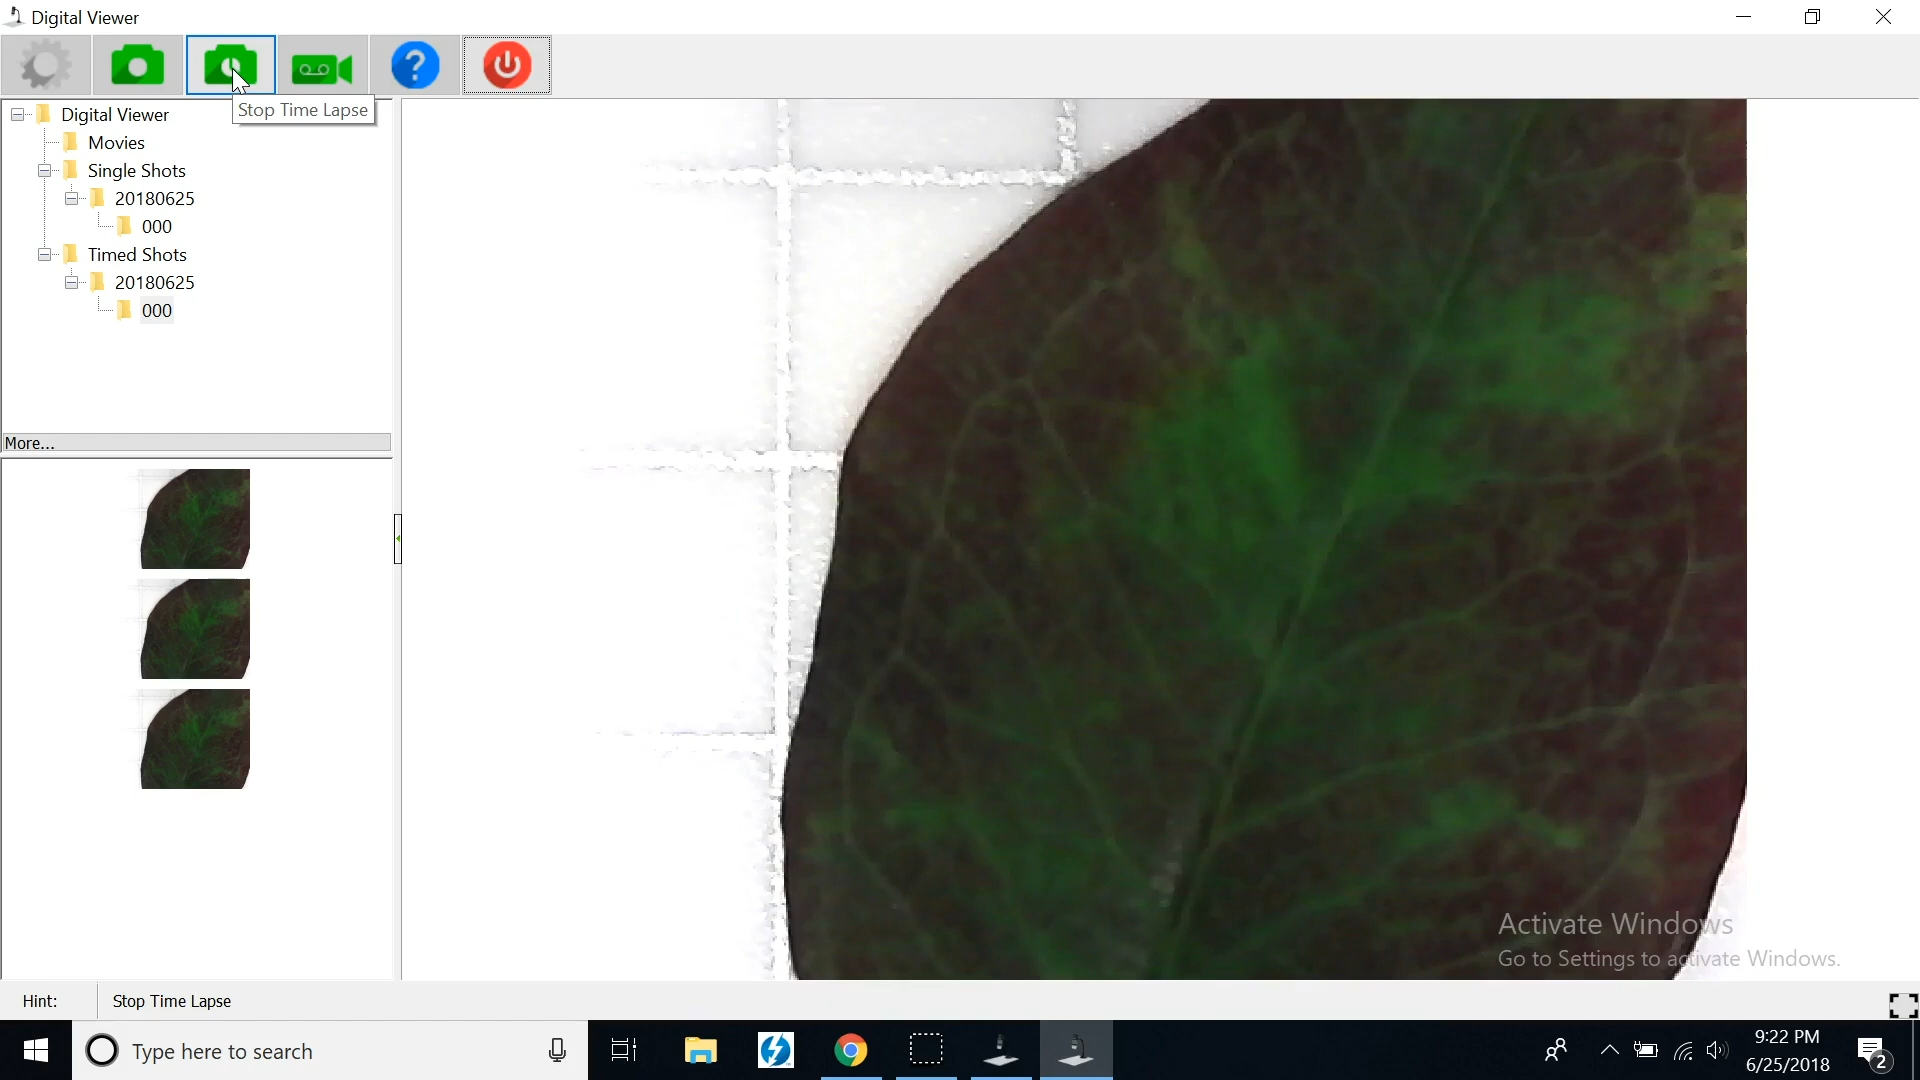 Digital Viewer
Stop Time Lapse
Digital Viewer
Movies
Single Shots
20180625
000
Timed Shots
20180625
000
More...
Activate Windows
Go to Settings to activate Windows.
Hint:
Stop Time Lapse
Type here to search
9:22 PM
6/25/2018
2